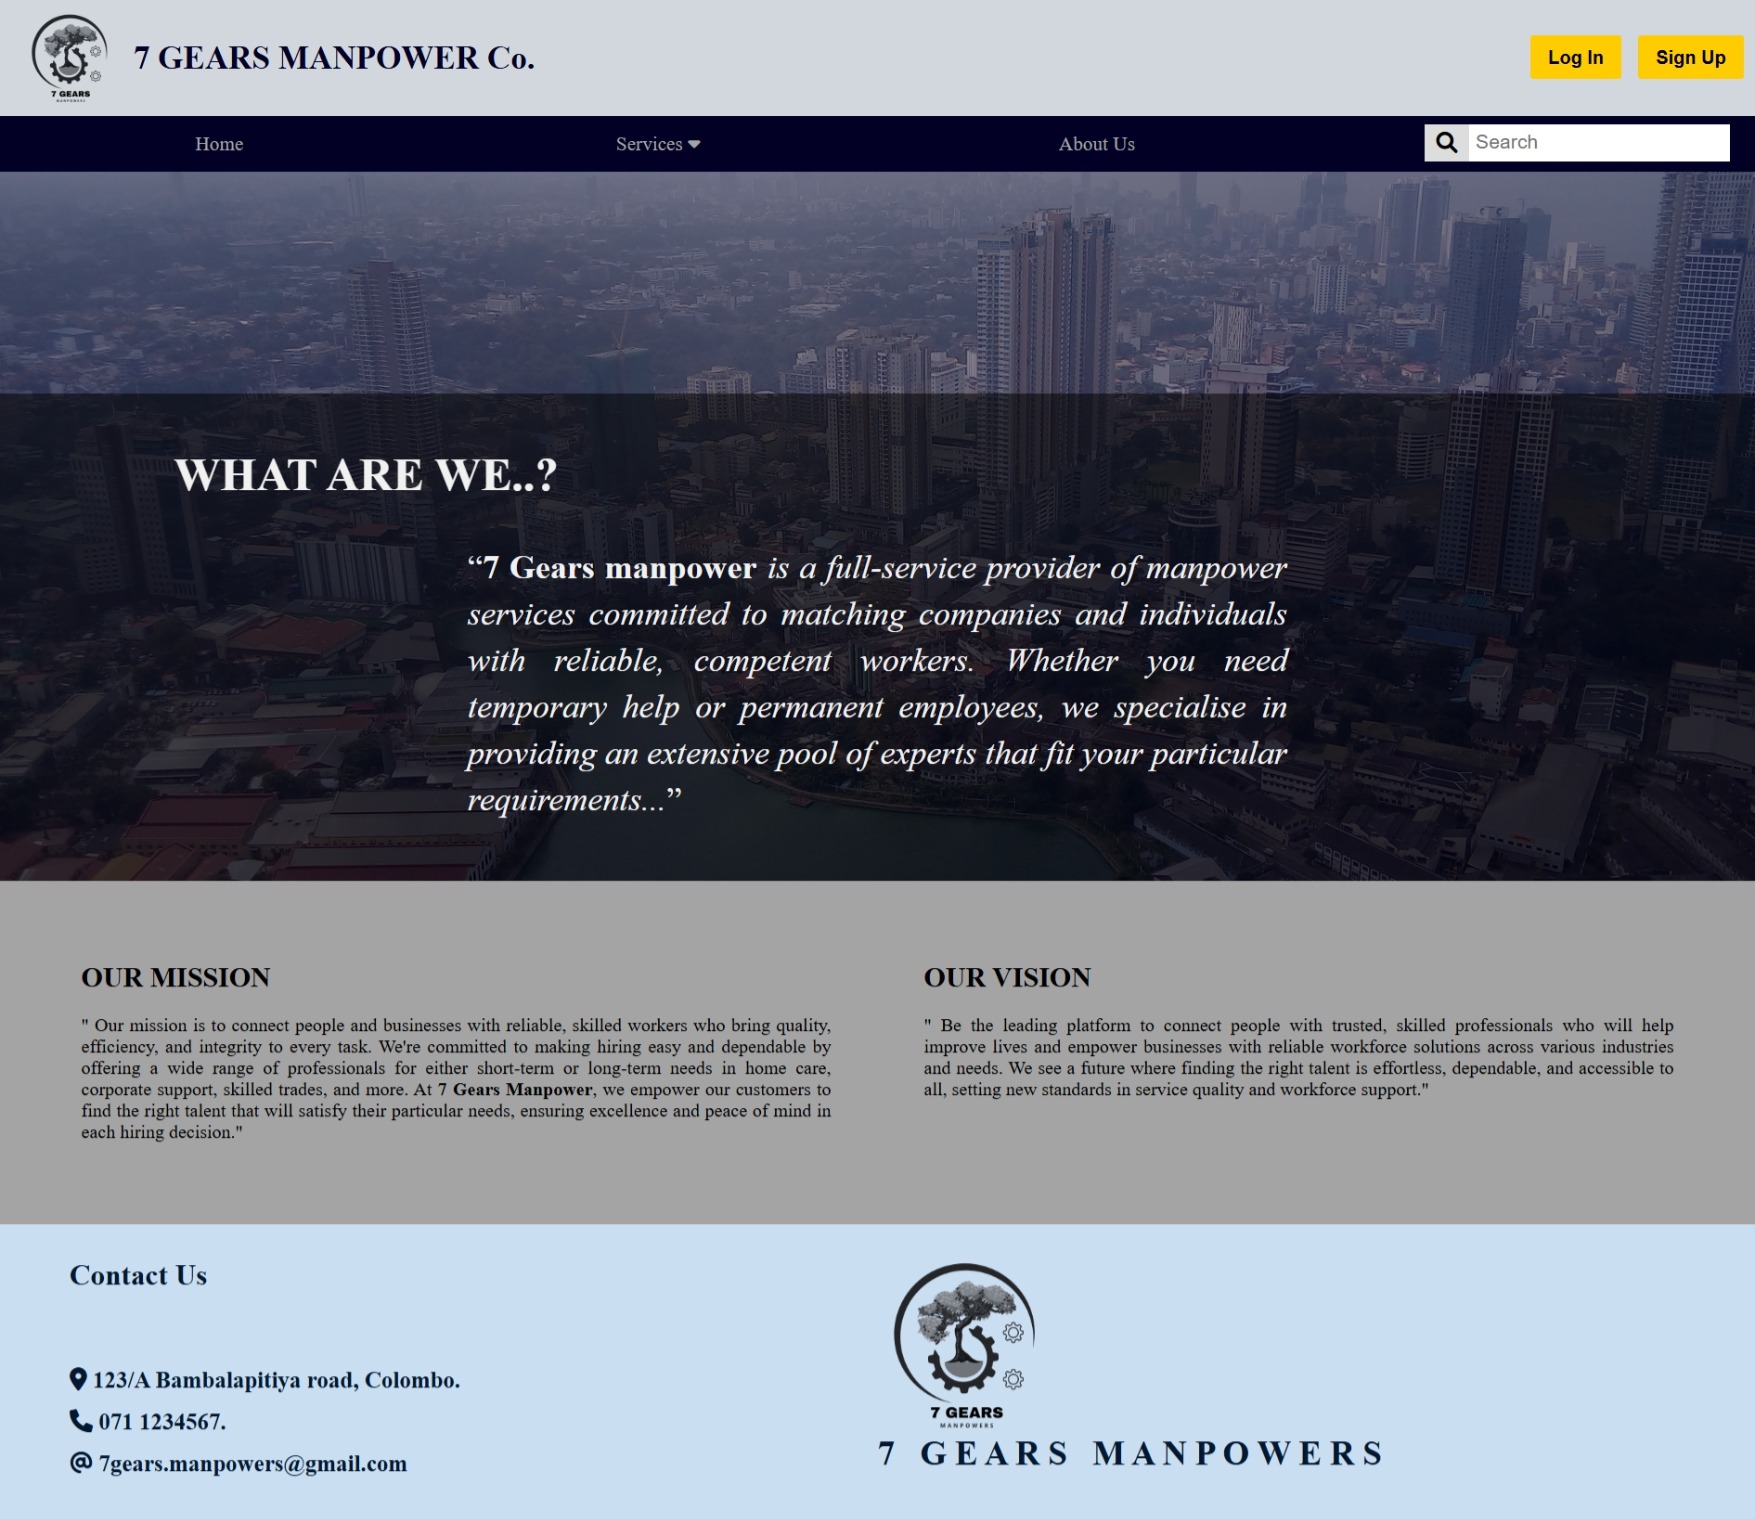 7 GEARS
MANPOWERS
7 GEARS MANPOWER Co.
Log In
Sign Up
Home
Services
About Us
Search
WHAT ARE WE..?
“7 Gears manpower is a full-service provider of manpower
services committed to matching companies and individuals
with reliable, competent workers. Whether you need
temporary help or permanent employees, we specialise in
providing an extensive pool of experts that fit your particular
requirements...”
OUR MISSION
" Our mission is to connect people and businesses with reliable, skilled workers who bring quality,
efficiency, and integrity to every task. We're committed to making hiring easy and dependable by
offering a wide range of professionals for either short-term or long-term needs in home care,
corporate support, skilled trades, and more. At 7 Gears Manpower, we empower our customers to
find the right talent that will satisfy their particular needs, ensuring excellence and peace of mind in
each hiring decision."
OUR VISION
" Be the leading platform to connect people with trusted, skilled professionals who will help
improve lives and empower businesses with reliable workforce solutions across various industries
and needs. We see a future where finding the right talent is effortless, dependable, and accessible to
all, setting new standards in service quality and workforce support."
Contact Us
123/A Bambalapitiya road, Colombo.
071 1234567.
@ 7gears.manpowers@gmail.com
7 GEARS
MANPOWERS
7 GEARS MANPOWERS